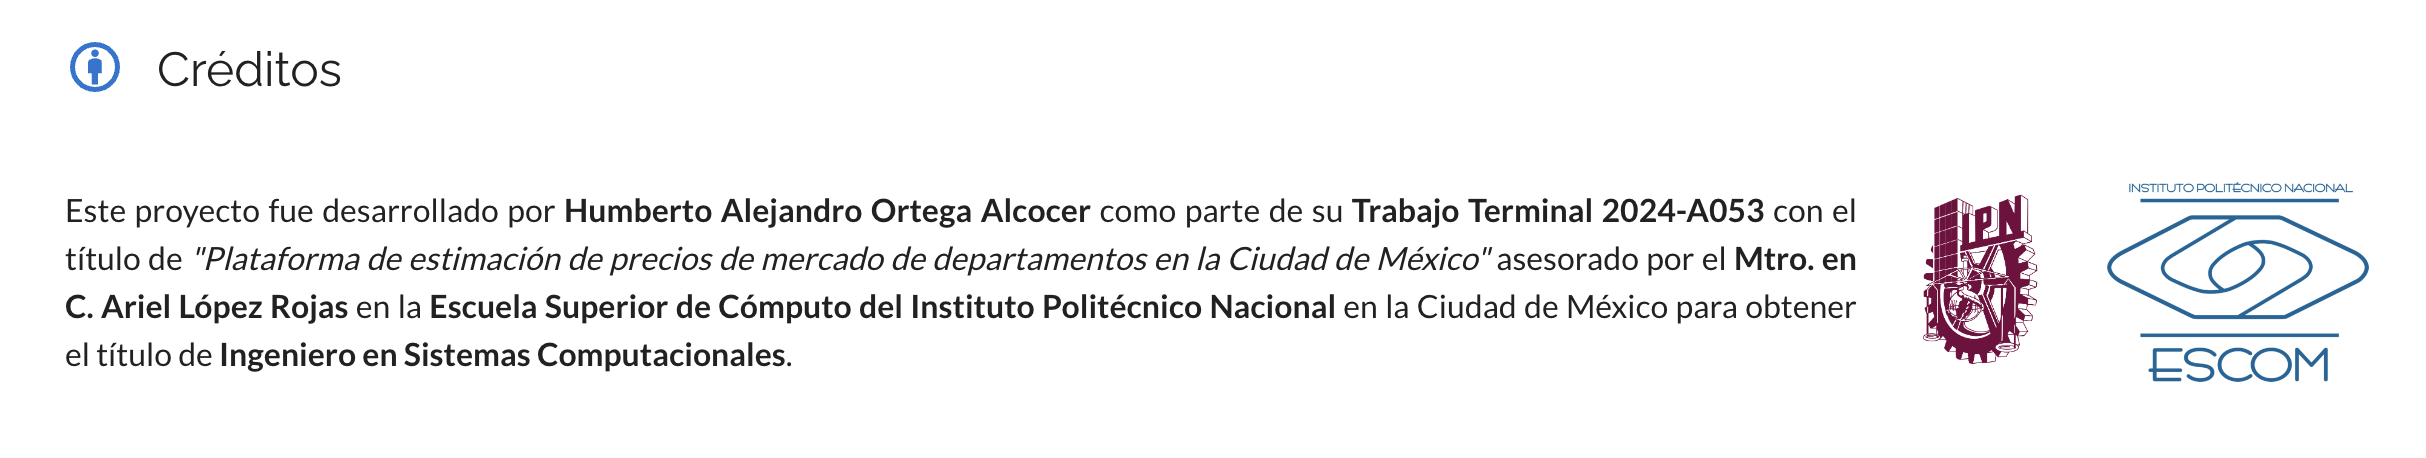 Créditos
Este proyecto fue desarrollado por Humberto Alejandro Ortega Alcocer como parte de su Trabajo Terminal 2024-A053 con el
título de "Plataforma de estimación de precios de mercado de departamentos en la Ciudad de México" asesorado por el Mtro. en
C. Ariel López Rojas en la Escuela Superior de Cómputo del Instituto Politécnico Nacional en la Ciudad de México para obtener
el título de Ingeniero en Sistemas Computacionales.
IPN
INSTITUTO POLITÉCNICO NACIONAL
ESCOM